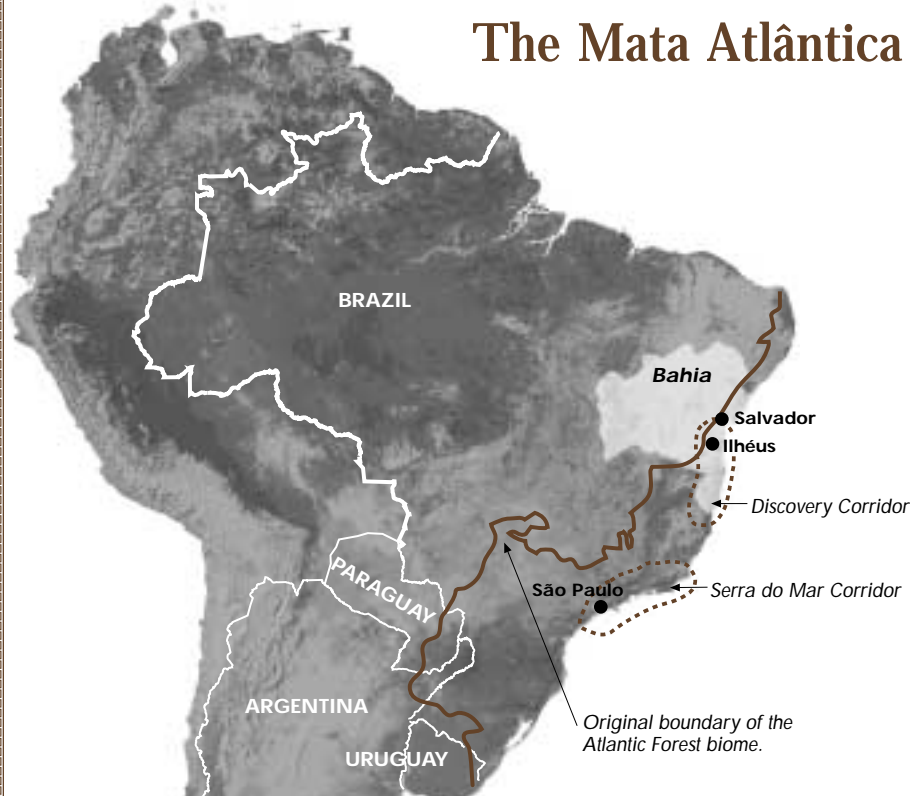 The Mata Atlântica
BRAZIL
Bahia
Salvador
Ilhéus
Discovery Corridor
PARAGUAY
São Paulo
Serra do Mar Corridor
ARGENTINA
Original boundary of the
Atlantic Forest biome.
URUGUAY